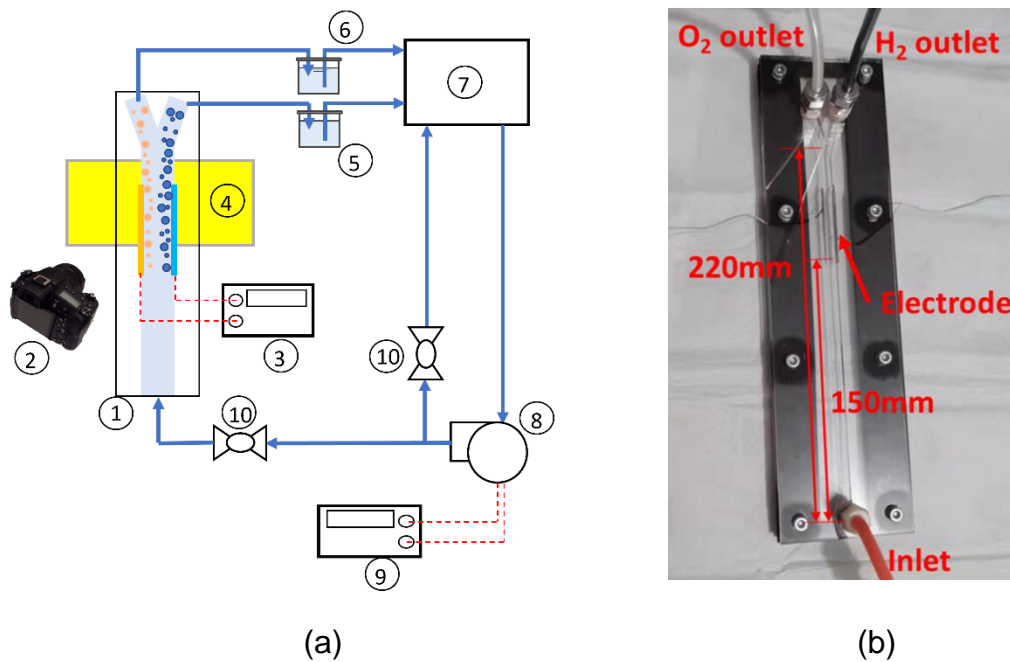 6
7
5
4
2
3
10
1
10
8
9
O₂ outlet
H₂ outlet
220mm
Electrode
150mm
Inlet
(a)
(b)